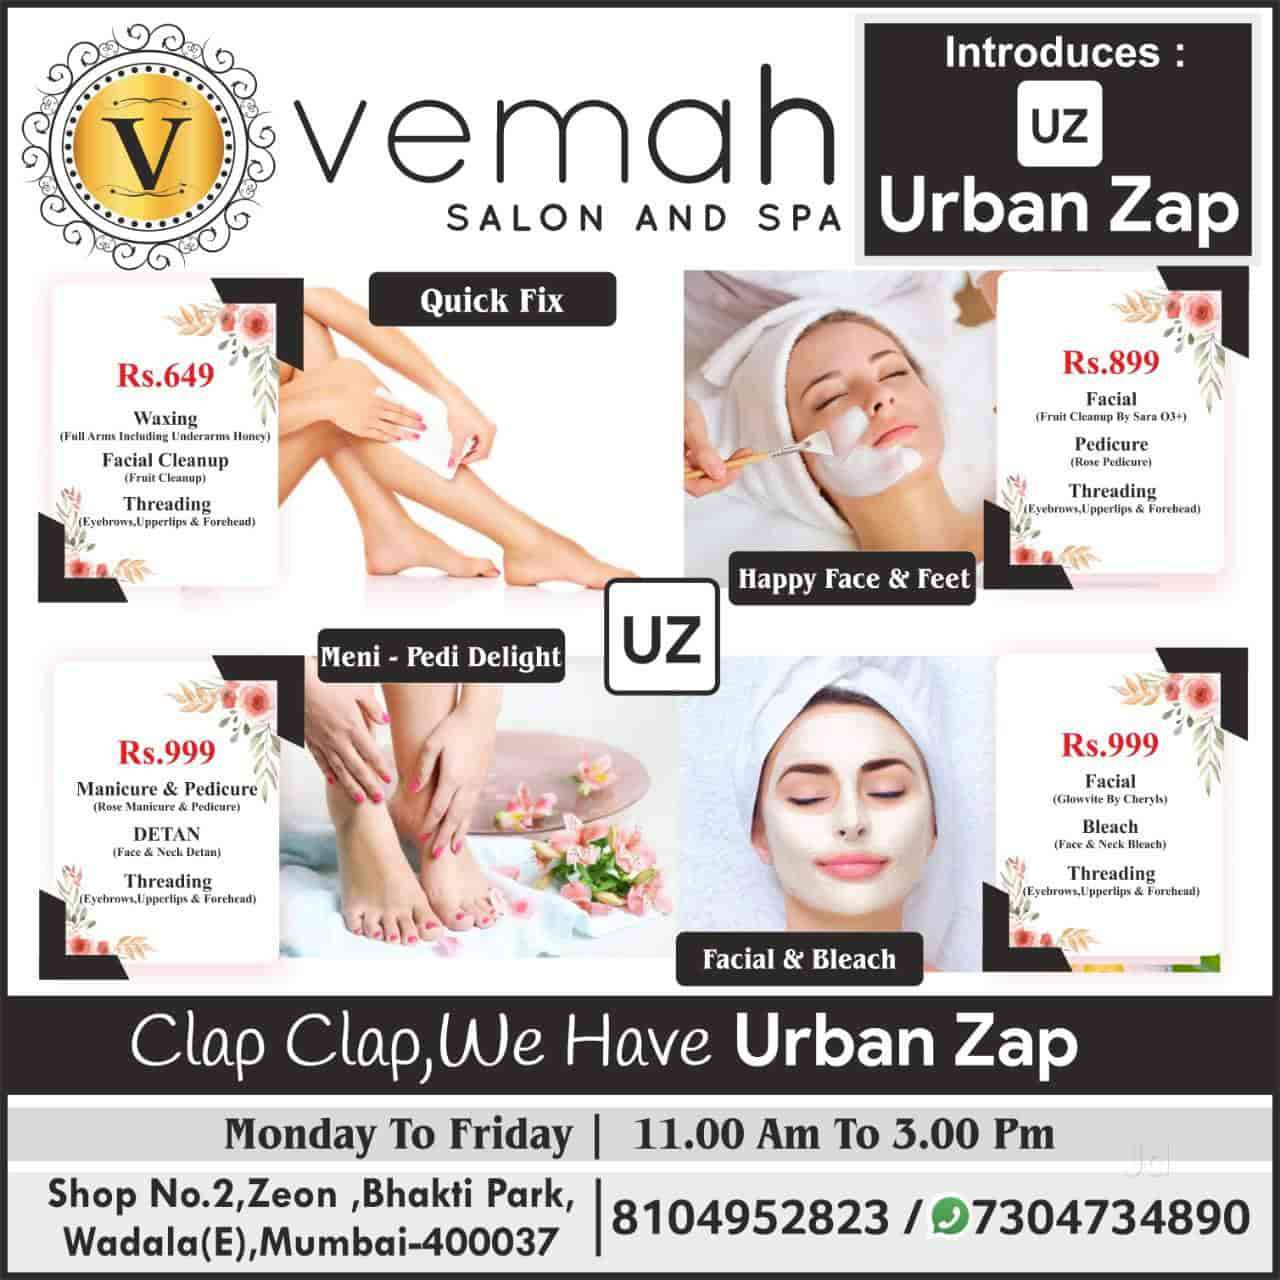 V
vemah
SALON AND SPA
Introduces :
UZ
Urban Zap
Quick Fix
Rs.649
Waxing
(Full Arms Including Underarms Honey)
Facial Cleanup
(Fruit Cleanup)
Threading
(Eyebrows,Upperlips & Forehead)
Rs.899
Facial
(Fruit Cleanup By Sara O3+)
Pedicure
(Rose Pedicure)
Threading
(Eyebrows,Upperlips & Forehead)
Happy Face & Feet
UZ
Meni - Pedi Delight
Rs.999
Manicure & Pedicure
(Rose Manicure & Pedicure)
DETAN
(Face & Neck Detan)
Threading
(Eyebrows,Upperlips & Forehead)
Rs.999
Facial
(Glowvite By Cheryls)
Bleach
(Face & Neck Bleach)
Threading
(Eyebrows,Upperlips & Forehead)
Facial & Bleach
Clap Clap,We Have Urban Zap
Monday To Friday | 11.00 Am To 3.00 Pm
Jd
Shop No.2,Zeon ,Bhakti Park,
Wadala(E),Mumbai-400037
8104952823 / 7304734890